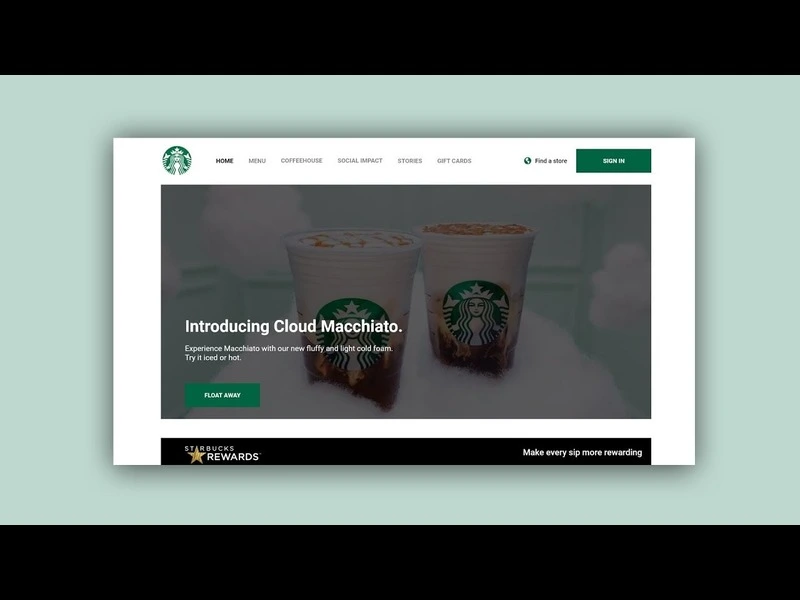 HOME
MENU
COFFEEHOUSE
SOCIAL IMPACT
STORIES
GIFT CARDS
Find a store
SIGN IN
Introducing Cloud Macchiato.
Experience Macchiato with our new fluffy and light cold foam.
Try it iced or hot.
FLOAT AWAY
STARBUCKS
REWARDS
Make every sip more rewarding